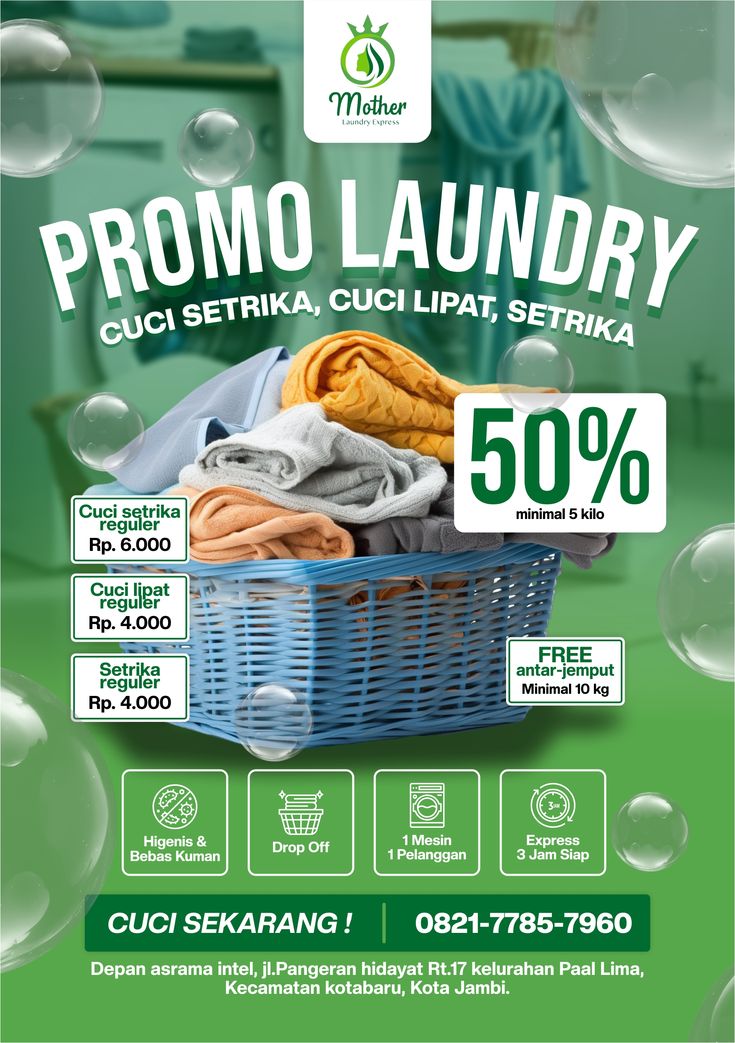 Mother
Laundry Express
PROMO LAUNDRY
CUCI SETRIKA, CUCI LIPAT, SETRIKA
50%
minimal 5 kilo
Cuci setrika
reguler
Rp. 6.000
Cuci lipat
reguler
Rp. 4.000
Setrika
reguler
Rp. 4.000
FREE
antar-jemput
Minimal 10 kg
Higenis &
Bebas Kuman
Drop Off
1 Mesin
1 Pelanggan
Express
3 Jam Siap
CUCI SEKARANG !
0821-7785-7960
Depan asrama intel, jl.Pangeran hidayat Rt.17 kelurahan Paal Lima,
Kecamatan kotabaru, Kota Jambi.